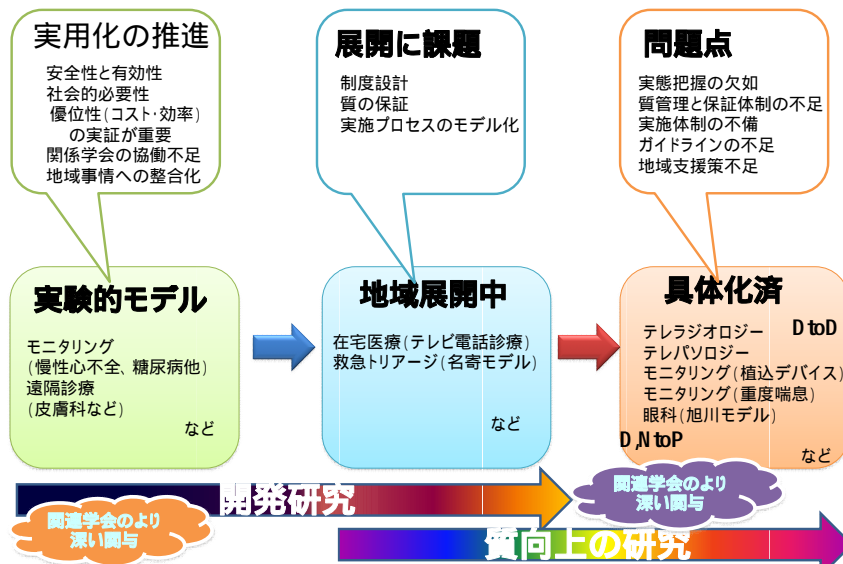 実用化の推進
安全性と有効性
社会的必要性
優位性(コスト・効率)
の実証が重要
関係学会の協働不足
地域事情への整合化
展開に課題
制度設計
質の保証
実施プロセスのモデル化
問題点
実態把握の欠如
質管理と保証体制の不足
実施体制の不備
ガイドラインの不足
地域支援策不足
実験的モデル
モニタリング
(慢性心不全、糖尿病他)
遠隔診療
(皮膚科など)
など
地域展開中
在宅医療(テレビ電話診療)
救急トリアージ(名寄モデル)
など
具体化済
テレラジオロジー DtoD
テレパソロジー
モニタリング(植込デバイス)
モニタリング(重度喘息)
眼科(旭川モデル)
D,NtoP
など
開発研究
関連学会のより
深い関与
関連学会のより
深い関与
質向上の研究